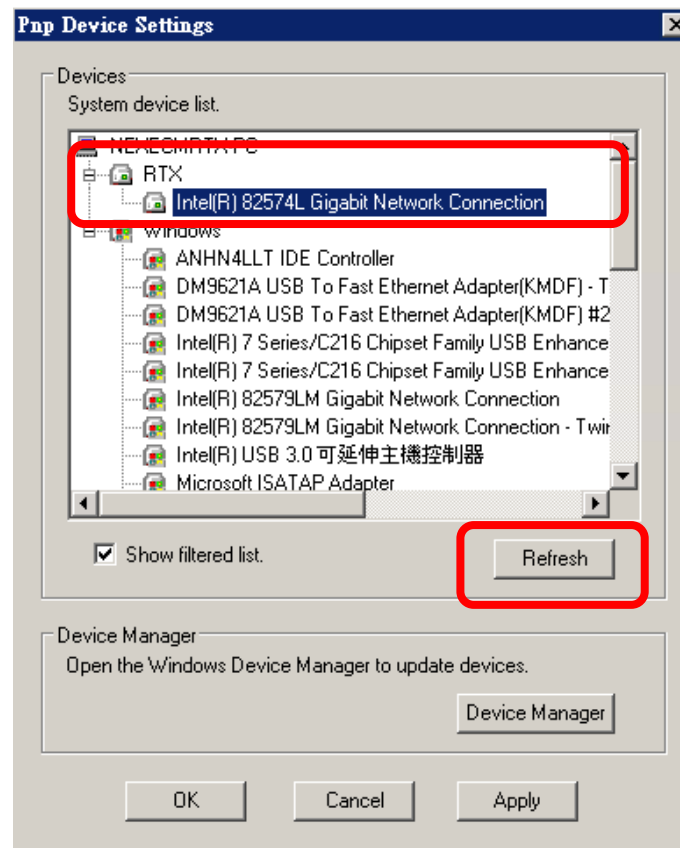 Pnp Device Settings
Devices
System device list.
RTX
Intel(R) 82574L Gigabit Network Connection
Windows
ANHN4LLT IDE Controller
DM9621A USB To Fast Ethernet Adapter(KMDF) - T
DM9621A USB To Fast Ethernet Adapter(KMDF) #2
Intel(R) 7 Series/C216 Chipset Family USB Enhance
Intel(R) 7 Series/C216 Chipset Family USB Enhance
Intel(R) 82579LM Gigabit Network Connection
Intel(R) 82579LM Gigabit Network Connection - Twir
Intel(R) USB 3.0 可延伸主機控制器
Microsoft ISATAP Adapter
Show filtered list.
Refresh
Device Manager
Open the Windows Device Manager to update devices.
Device Manager
OK
Cancel
Apply